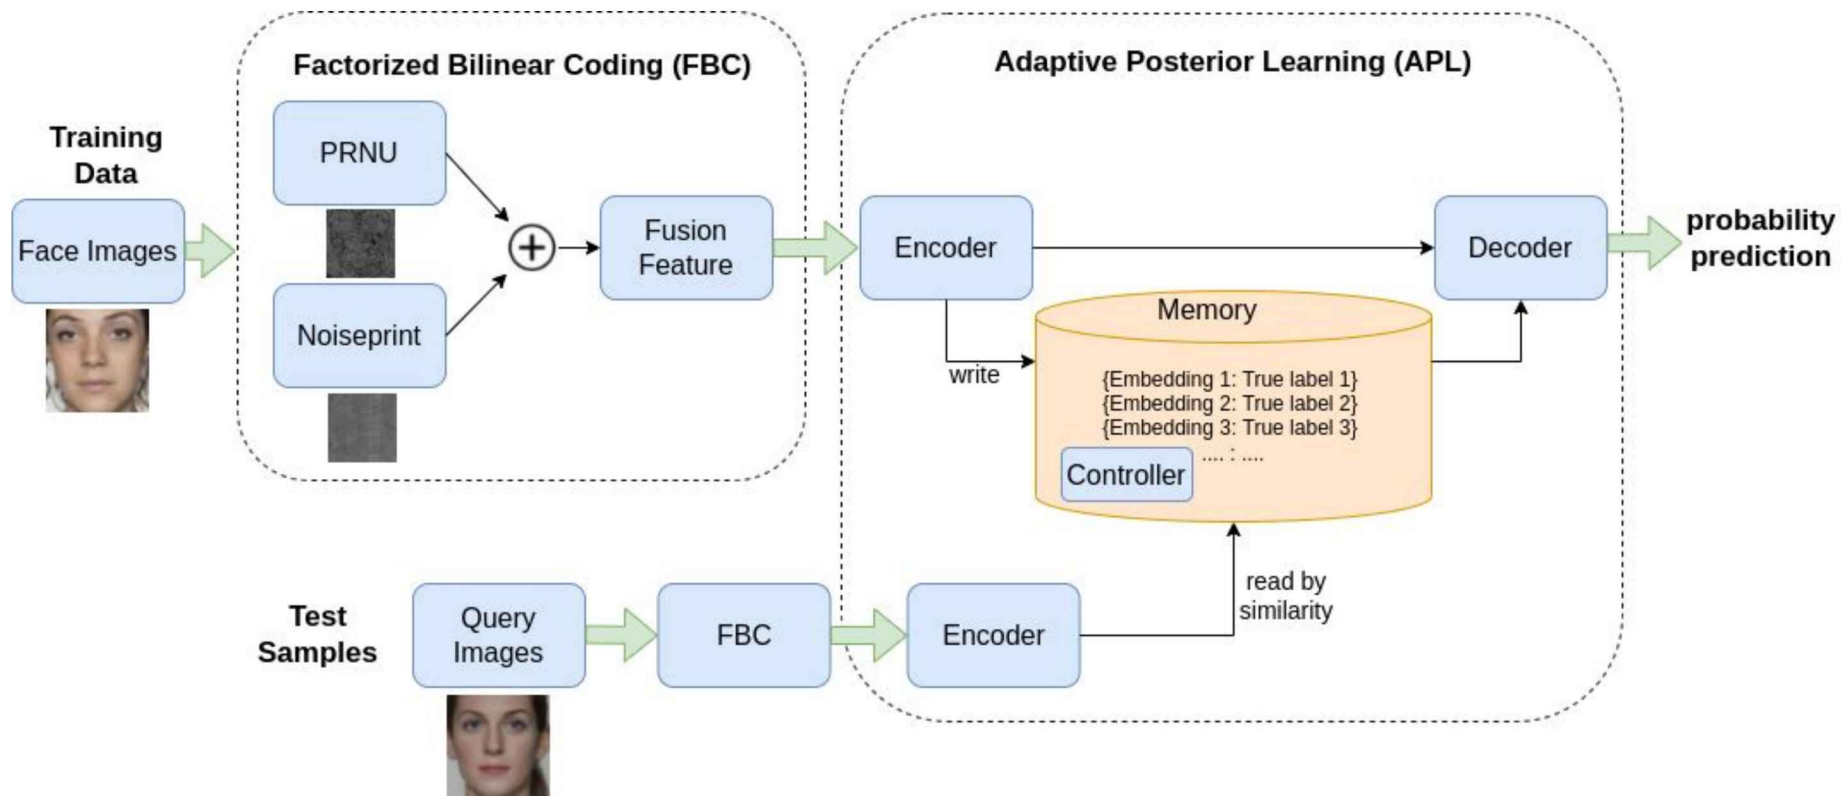 Factorized Bilinear Coding (FBC)
Adaptive Posterior Learning (APL)
Training
Data
Face Images
PRNU
Noiseprint
Fusion
Feature
Encoder
Decoder
probability
prediction
write
Memory
{Embedding 1: True label 1}
{Embedding 2: True label 2}
{Embedding 3: True label 3}
.... : ....
Controller
Test
Samples
Query
Images
FBC
Encoder
read by
similarity